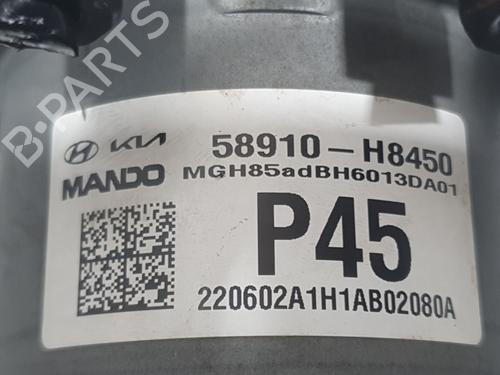 B-PARTS
KIA 58910-H8450
MANDO MGH85adBH6013DA01
P45
220602A1H1AB02080A